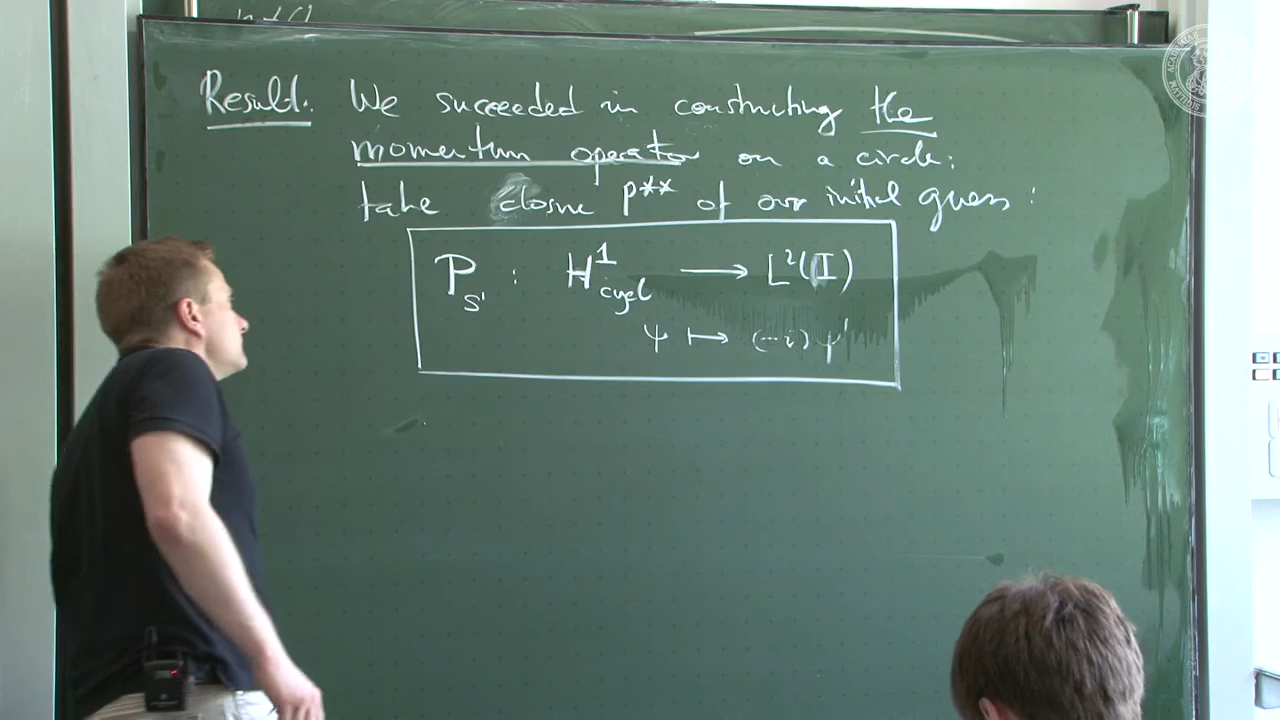 Result: We succeeded in constructing the
momentum operator on a circle:
take closure P** of our initial guess:
P_S¹ : H¹_cycl → L²(I)
ψ ↦ (-i)ψ'